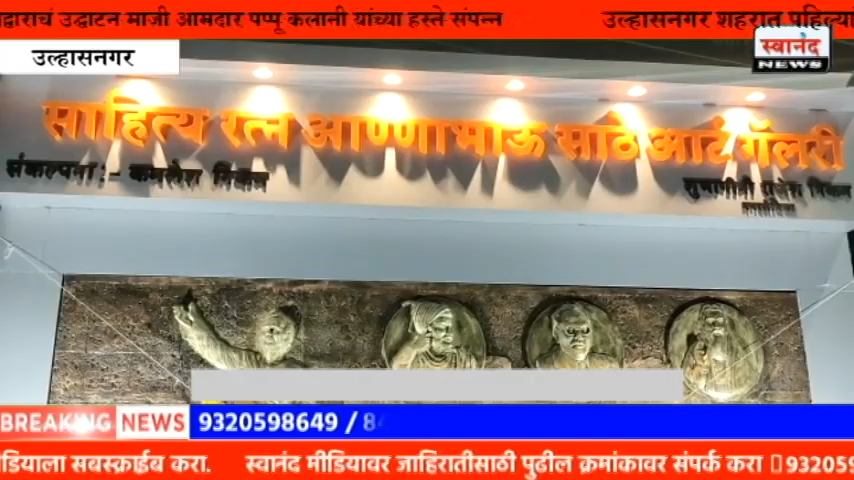 द्वाराचं उद्घाटन माजी आमदार पप्पू कलानी यांच्या हस्ते संपन्न उल्हासनगर शहरात पहिल्यां
स्वानंद
NEWS
उल्हासनगर
साहित्य रत्न आण्णाभाऊ साठे आर्ट गॅलरी
संकल्पना :- कमलेश निकम
BREAKING NEWS 9320598649 / 84
मीडियाला सबस्क्राईब करा. स्वानंद मीडियावर जाहिरातीसाठी पुढील क्रमांकावर संपर्क करा 932059